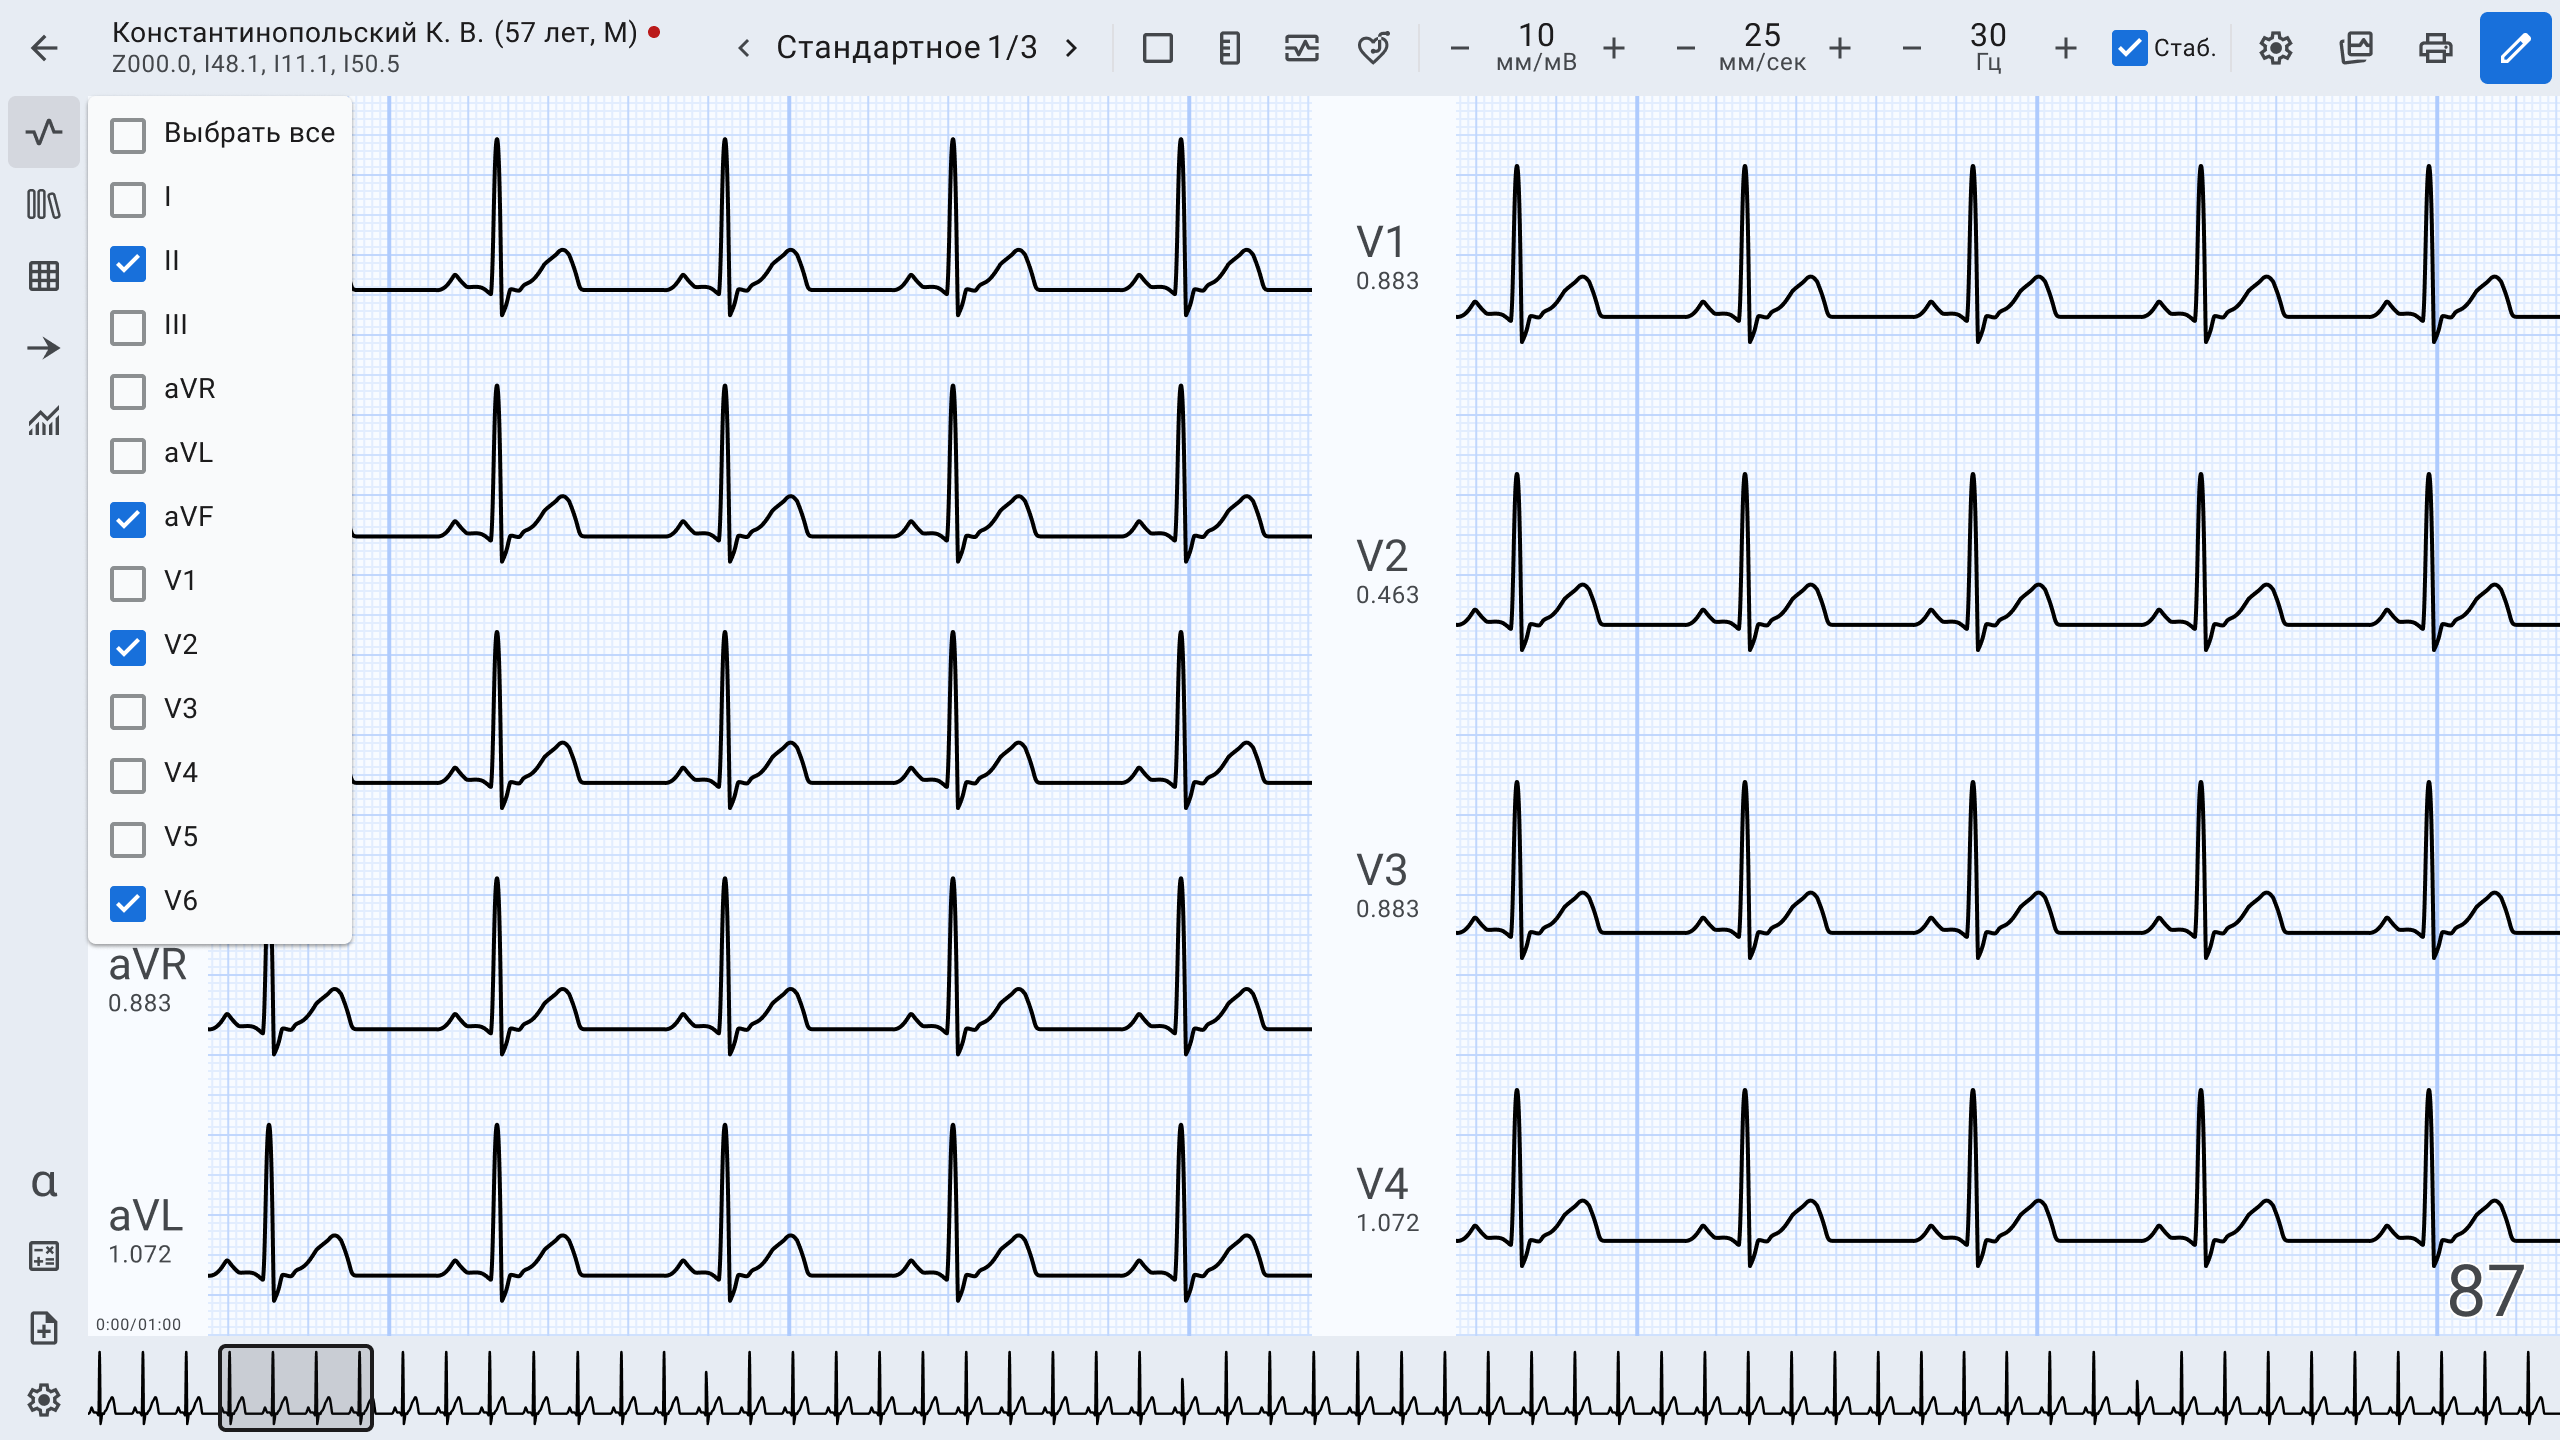 Константинопольский К. В. (57 лет, М)
Z000.0, I48.1, I11.1, I50.5
Стандартное 1/3
10
мм/мВ
25
мм/сек
30
Гц
Стаб.
Выбрать все
I
II
III
aVR
aVL
aVF
V1
V2
V3
V4
V5
V6
aVR
0.883
aVL
1.072
0:00/01:00
V1
0.883
V2
0.463
V3
0.883
V4
1.072
87
α